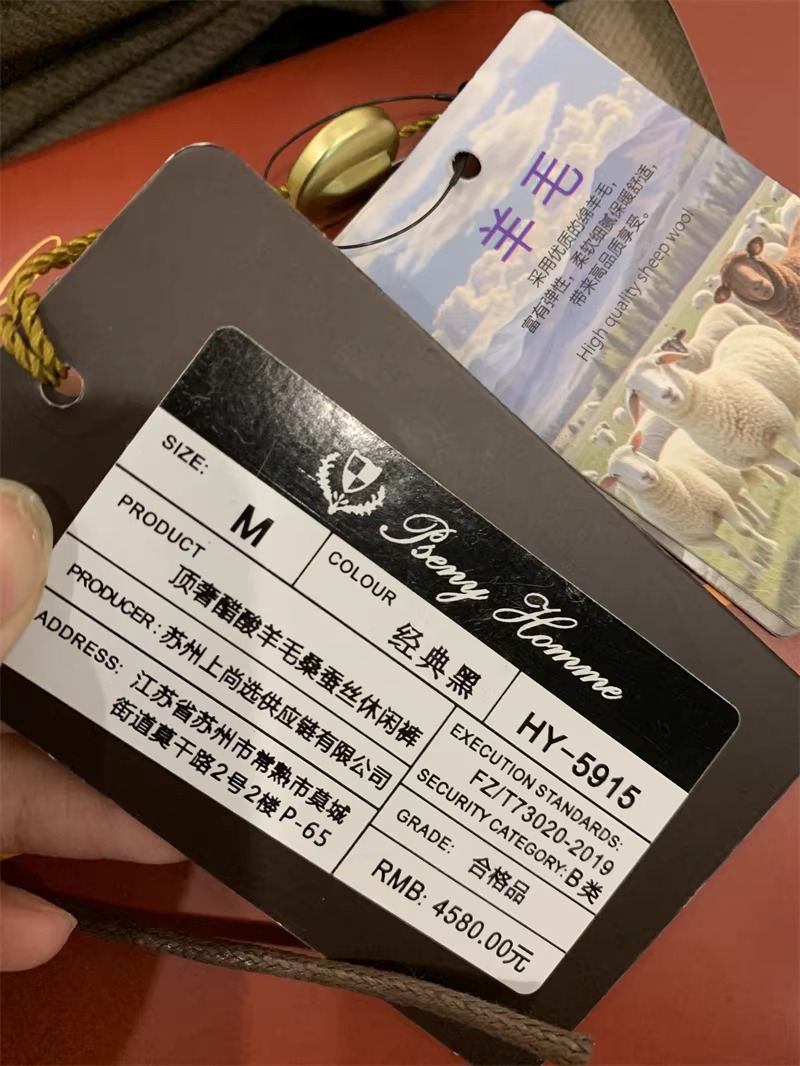 羊毛
采用优质的绵羊毛,
富有弹性,柔软细腻保暖舒适,
带来高品质享受。
High quality sheep wool
Pseny Homme
SIZE: M
COLOUR 经典黑
HY-5915
PRODUCT 顶奢醋酸羊毛桑蚕丝休闲裤
PRODUCER: 苏州上尚选供应链有限公司
ADDRESS: 江苏省苏州市常熟市莫城
街道莫干路2号2楼P-65
EXECUTION STANDARDS:
FZ/T73020-2019
SECURITY CATEGORY: B类
GRADE: 合格品
RMB: 4580.00元